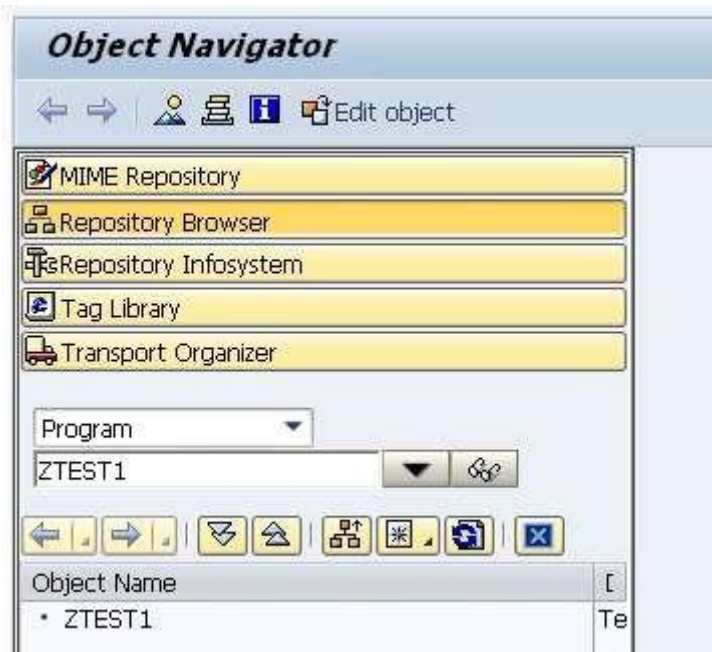 Object Navigator
Edit object
MIME Repository
Repository Browser
Repository Infosystem
Tag Library
Transport Organizer
Program
ZTEST1
Object Name
ZTEST1 Te